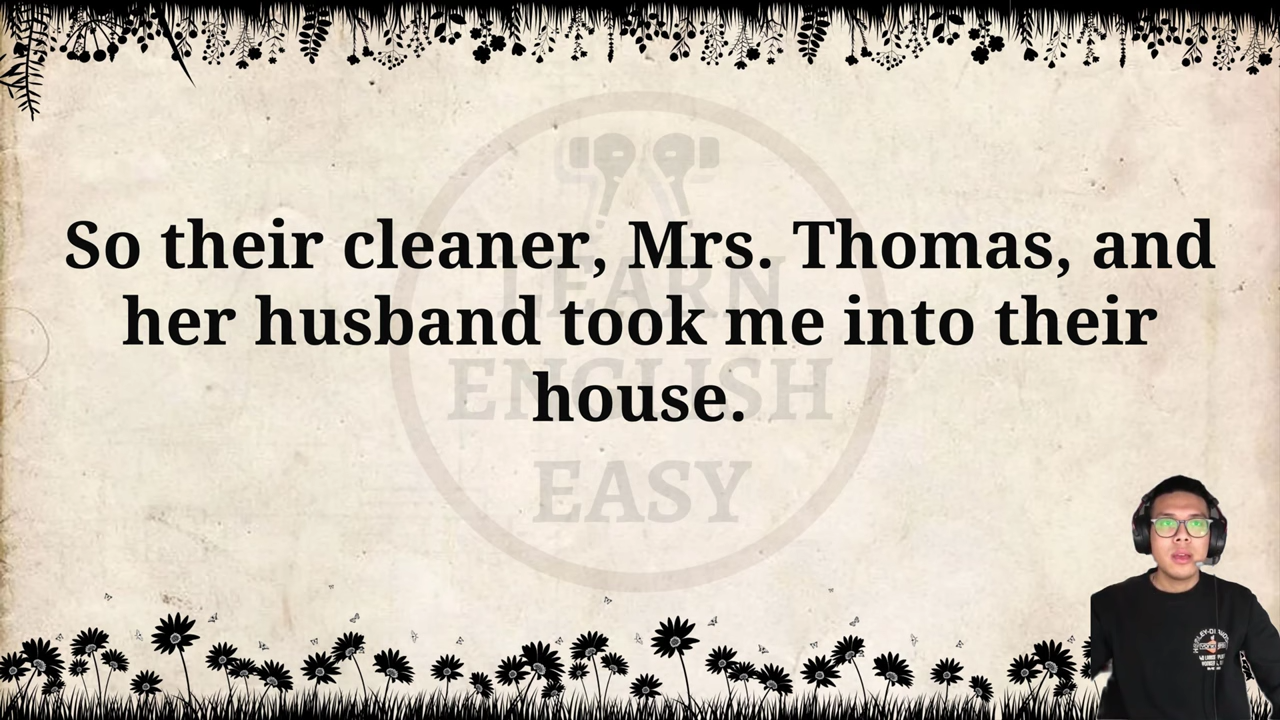 So their cleaner, Mrs. Thomas, and
her husband took me into their
house.
LEARN
ENGLISH
EASY